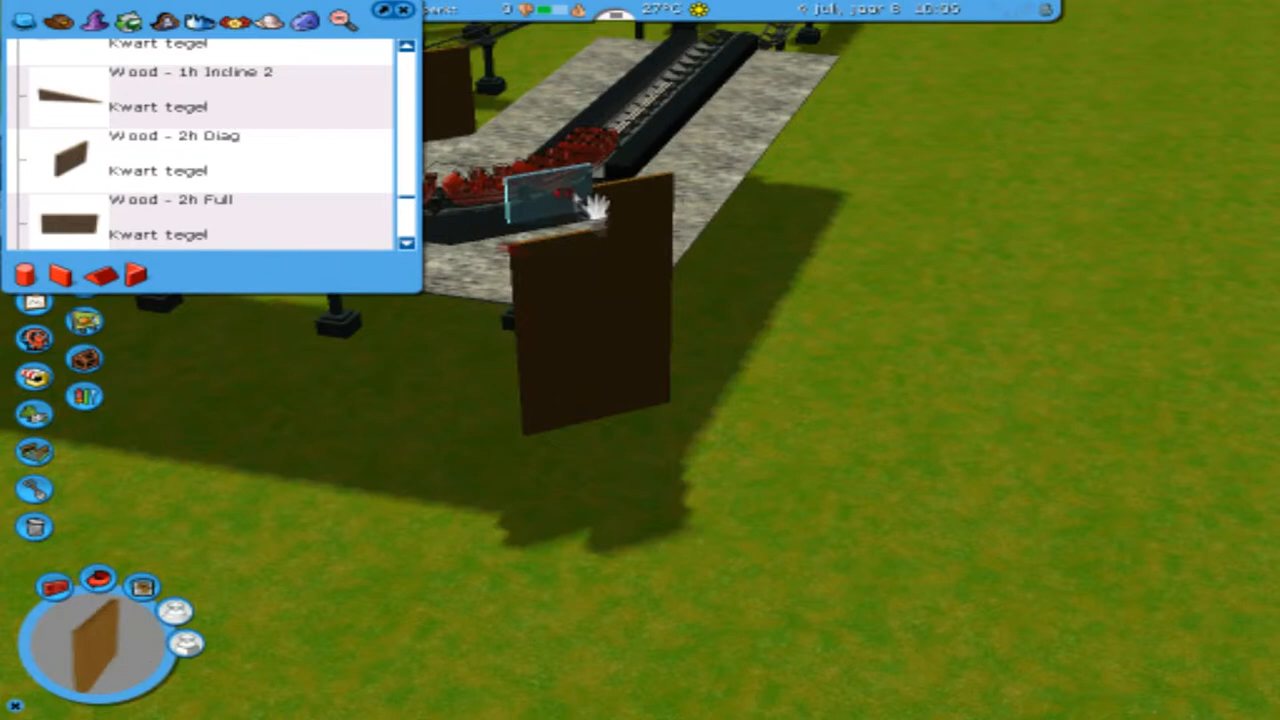 27°C
juli, jaar 8
Kwart tegel
Wood - 1h Incline 2
Kwart tegel
Wood - 2h Diag
Kwart tegel
Wood - 2h Full
Kwart tegel